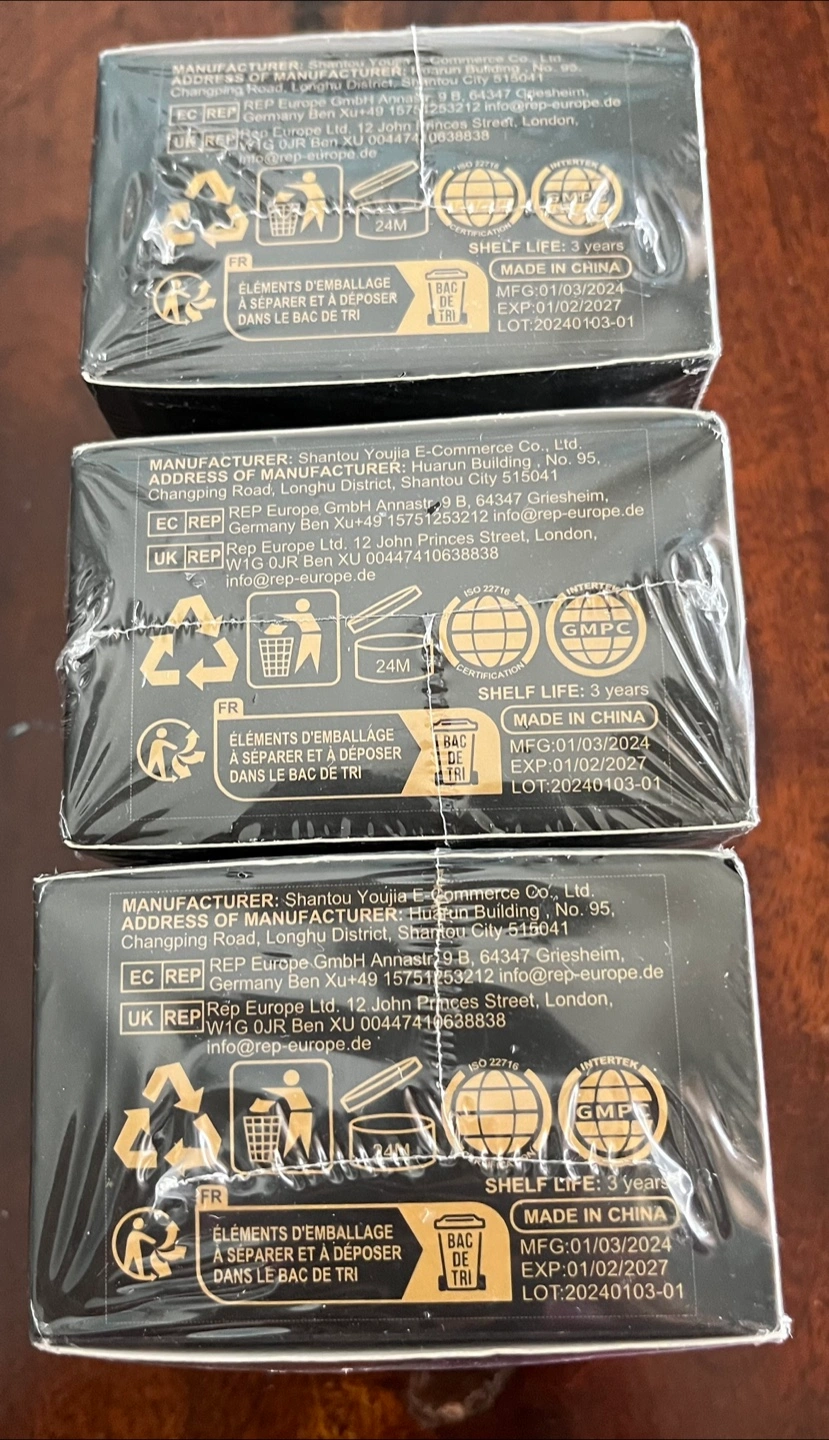 MANUFACTURER: Shantou Youjia E-Commerce Co., Ltd.
ADDRESS OF MANUFACTURER: Huarun Building , No. 95,
Changping Road, Longhu District, Shantou City 515041
EC REP REP Europe GmbH Annastr. 9 B, 64347 Griesheim,
Germany Ben Xu+49 15751253212 info@rep-europe.de
UK REP Rep Europe Ltd. 12 John Princes Street, London,
W1G 0JR Ben XU 00447410638838
info@rep-europe.de
24M
ISO 22716
CERTIFICATION
INTERTEK
GMPC
SHELF LIFE: 3 years
FR
ÉLÉMENTS D'EMBALLAGE
À SÉPARER ET À DÉPOSER
DANS LE BAC DE TRI
BAC
DE
TRI
MADE IN CHINA
MFG:01/03/2024
EXP:01/02/2027
LOT:20240103-01
MANUFACTURER: Shantou Youjia E-Commerce Co., Ltd.
ADDRESS OF MANUFACTURER: Huarun Building , No. 95,
Changping Road, Longhu District, Shantou City 515041
EC REP REP Europe GmbH Annastr. 9 B, 64347 Griesheim,
Germany Ben Xu+49 15751253212 info@rep-europe.de
UK REP Rep Europe Ltd. 12 John Princes Street, London,
W1G 0JR Ben XU 00447410638838
info@rep-europe.de
24M
ISO 22716
CERTIFICATION
INTERTEK
GMPC
SHELF LIFE: 3 years
FR
ÉLÉMENTS D'EMBALLAGE
À SÉPARER ET À DÉPOSER
DANS LE BAC DE TRI
BAC
DE
TRI
MADE IN CHINA
MFG:01/03/2024
EXP:01/02/2027
LOT:20240103-01
MANUFACTURER: Shantou Youjia E-Commerce Co., Ltd.
ADDRESS OF MANUFACTURER: Huarun Building , No. 95,
Changping Road, Longhu District, Shantou City 515041
EC REP REP Europe GmbH Annastr. 9 B, 64347 Griesheim,
Germany Ben Xu+49 15751253212 info@rep-europe.de
UK REP Rep Europe Ltd. 12 John Princes Street, London,
W1G 0JR Ben XU 00447410638838
info@rep-europe.de
24M
ISO 22716
INTERTEK
GMPC
SHELF LIFE: 3 years
FR
ÉLÉMENTS D'EMBALLAGE
À SÉPARER ET À DÉPOSER
DANS LE BAC DE TRI
BAC
DE
TRI
MADE IN CHINA
MFG:01/03/2024
EXP:01/02/2027
LOT:20240103-01